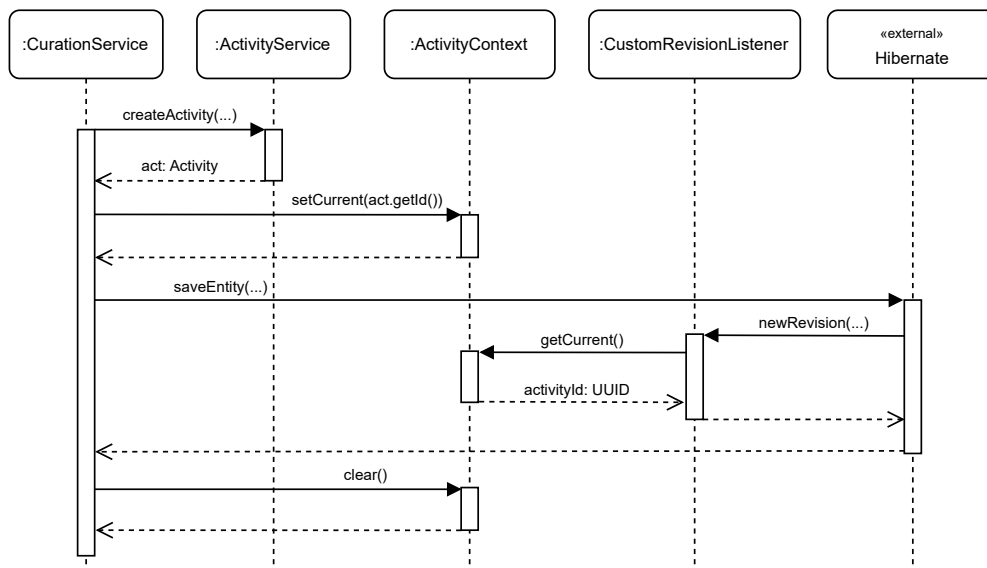 :CurationService
:ActivityService
:ActivityContext
:CustomRevisionListener
«external»
Hibernate
createActivity(...)
act: Activity
setCurrent(act.getId())
saveEntity(...)
newRevision(...)
getCurrent()
activityId: UUID
clear()